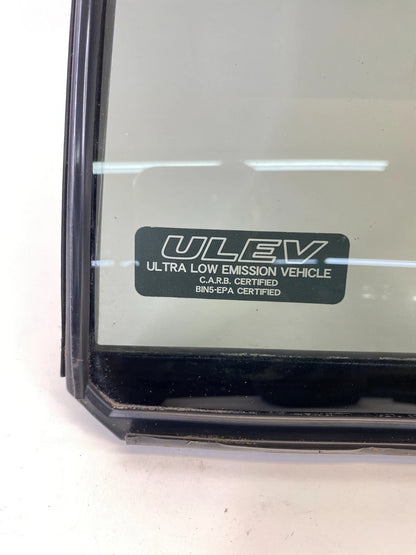 ULEV
ULTRA LOW EMISSION VEHICLE
C.A.R.B. CERTIFIED
BIN5-EPA CERTIFIED